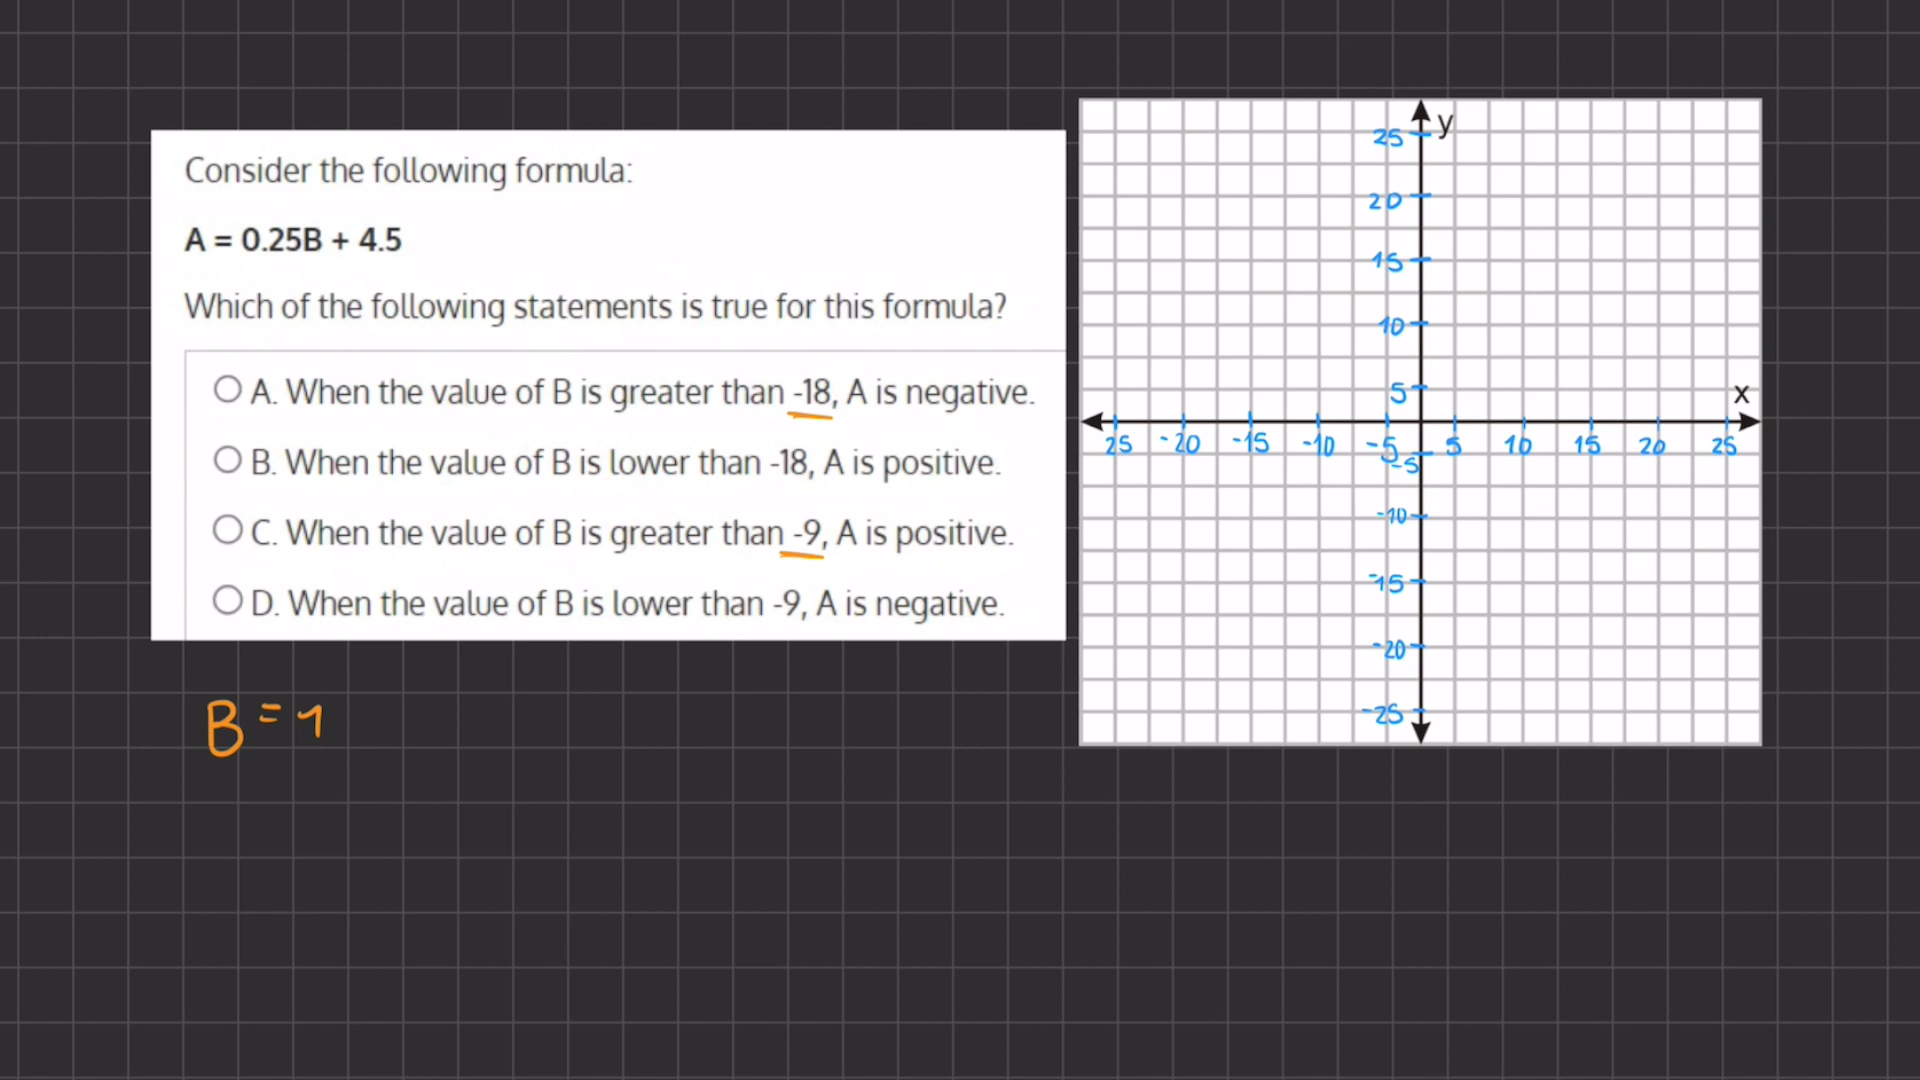 Consider the following formula:
A = 0.25B + 4.5
Which of the following statements is true for this formula?
A. When the value of B is greater than -18, A is negative.
B. When the value of B is lower than -18, A is positive.
C. When the value of B is greater than -9, A is positive.
D. When the value of B is lower than -9, A is negative.
B = 1
y
25
20
15
10
5
x
25 -20 -15 -10 -5 5 10 15 20 25
-5
-10
-15
-20
-25